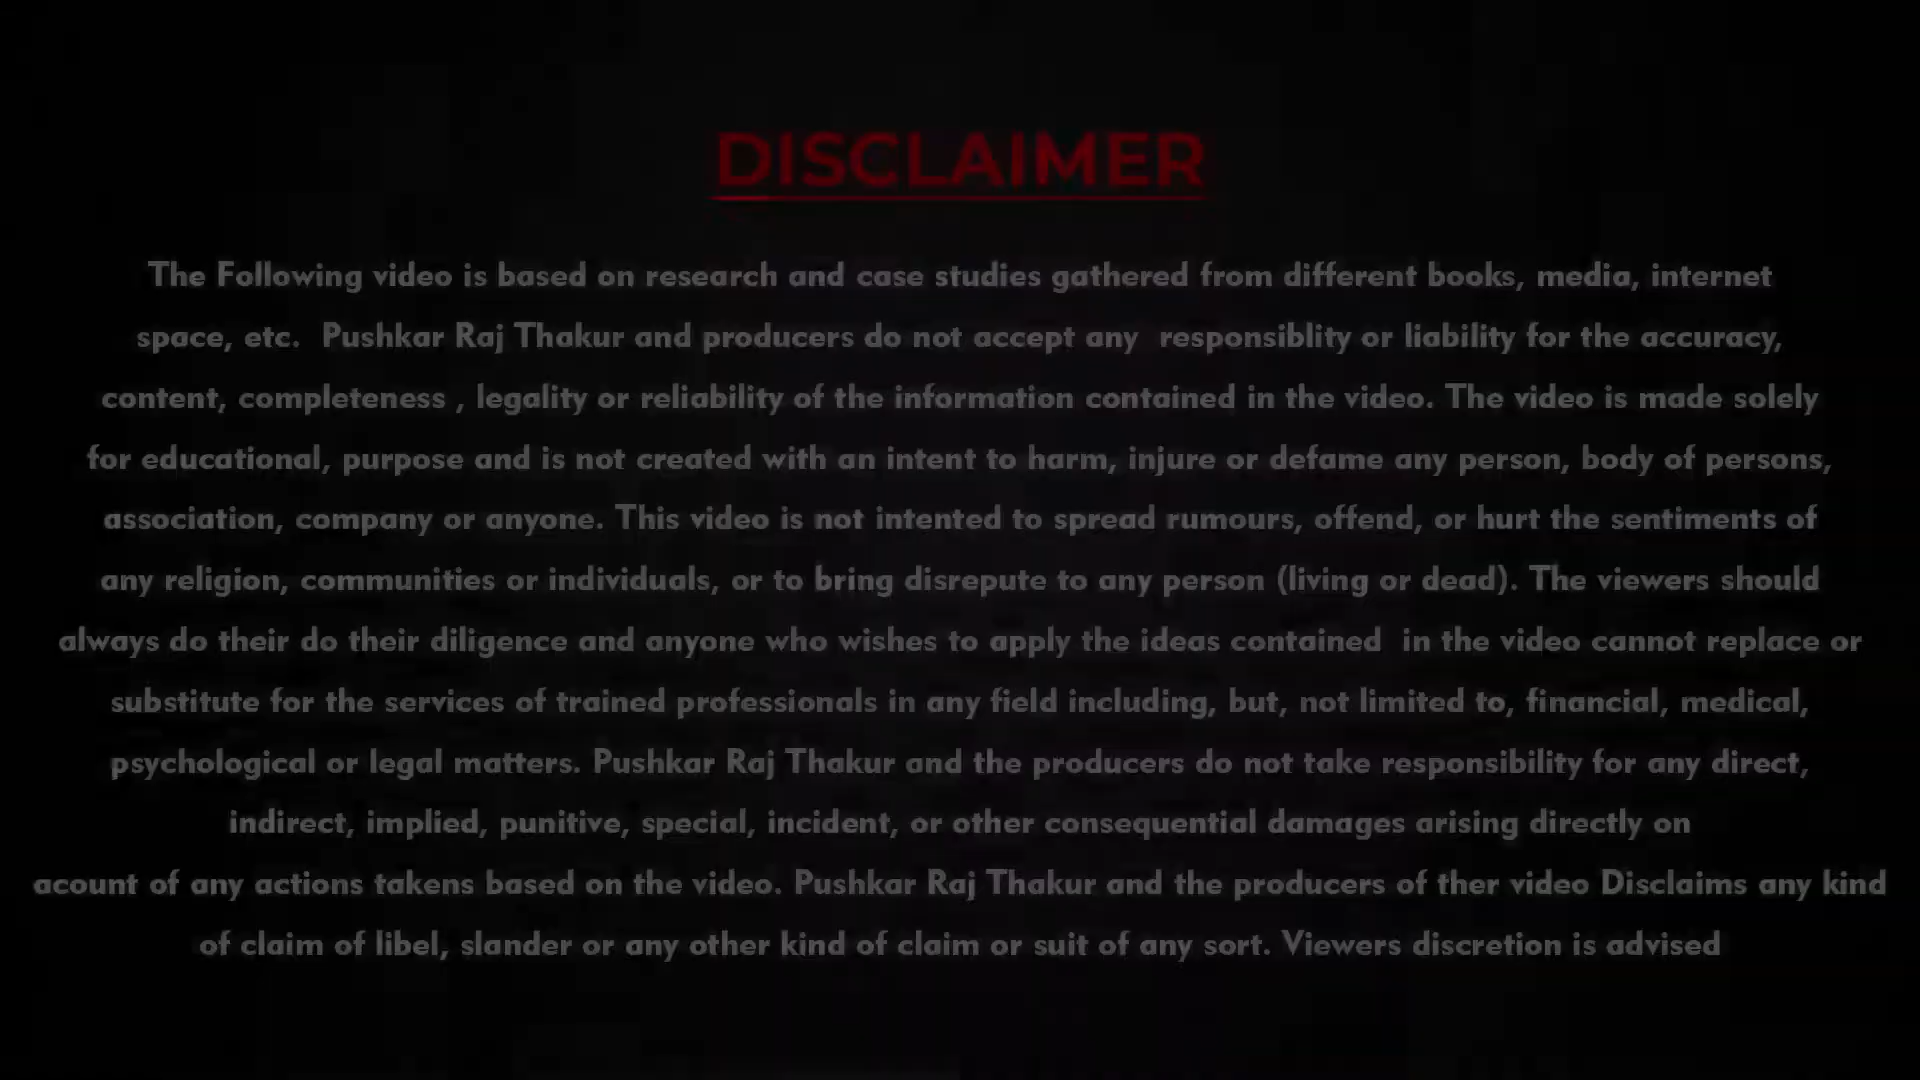 DISCLAIMER
The Following video is based on research and case studies gathered from different books, media, internet
space, etc.  Pushkar Raj Thakur and producers do not accept any  responsiblity or liability for the accuracy,
content, completeness , legality or reliability of the information contained in the video. The video is made solely
for educational, purpose and is not created with an intent to harm, injure or defame any person, body of persons,
association, company or anyone. This video is not intented to spread rumours, offend, or hurt the sentiments of
any religion, communities or individuals, or to bring disrepute to any person (living or dead). The viewers should
always do their do their diligence and anyone who wishes to apply the ideas contained  in the video cannot replace or
substitute for the services of trained professionals in any field including, but, not limited to, financial, medical,
psychological or legal matters. Pushkar Raj Thakur and the producers do not take responsibility for any direct,
indirect, implied, punitive, special, incident, or other consequential damages arising directly on
acount of any actions takens based on the video. Pushkar Raj Thakur and the producers of ther video Disclaims any kind
of claim of libel, slander or any other kind of claim or suit of any sort. Viewers discretion is advised